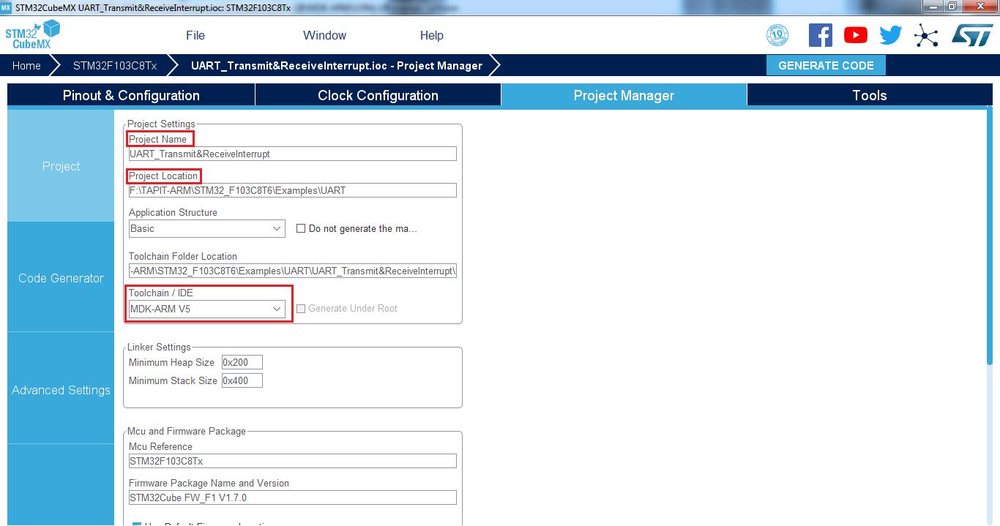 MX STM32CubeMX UART_Transmit&ReceiveInterrupt.ioc: STM32F103C8Tx
STM32
CubeMX
File Window Help
10
ST
Home STM32F103C8Tx UART_Transmit&ReceiveInterrupt.ioc - Project Manager GENERATE CODE
Pinout & Configuration Clock Configuration Project Manager Tools
Project
Code Generator
Advanced Settings
Project Settings
Project Name
UART_Transmit&ReceiveInterrupt
Project Location
F:\TAPIT-ARM\STM32_F103C8T6\Examples\UART
Application Structure
Basic Do not generate the ma...
Toolchain Folder Location
-ARM\STM32_F103C8T6\Examples\UART\UART_Transmit&ReceiveInterrupt\
Toolchain / IDE
MDK-ARM V5 Generate Under Root
Linker Settings
Minimum Heap Size 0x200
Minimum Stack Size 0x400
Mcu and Firmware Package
Mcu Reference
STM32F103C8Tx
Firmware Package Name and Version
STM32Cube FW_F1 V1.7.0